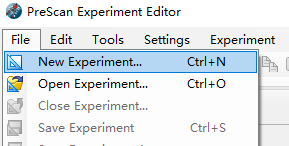 PreScan Experiment Editor
File Edit Tools Settings Experiment
New Experiment... Ctrl+N
Open Experiment... Ctrl+O
Close Experiment...
Save Experiment Ctrl+S